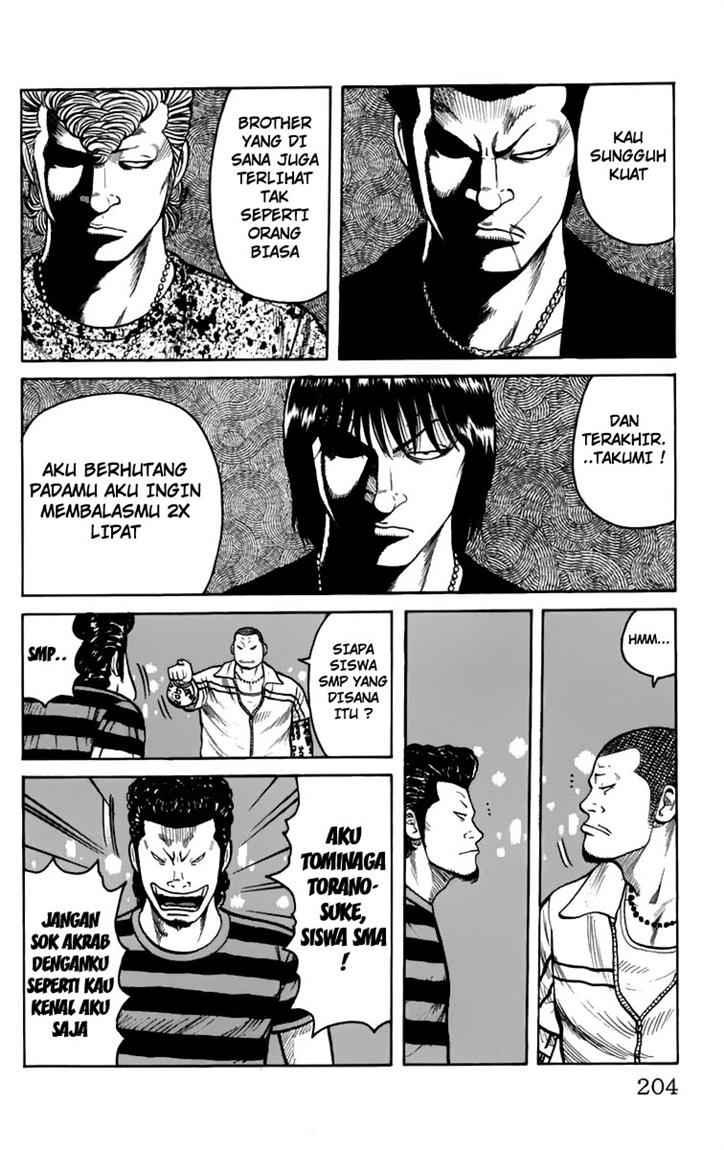 KAU
SUNGGUH
KUAT
BROTHER
YANG DI
SANA JUGA
TERLIHAT
TAK
SEPERTI
ORANG
BIASA
DAN
TERAKHIR.
..TAKUMI !
AKU BERHUTANG
PADAMU AKU INGIN
MEMBALASMU 2X
LIPAT
HMM...
SIAPA
SISWA
SMP YANG
DISANA
ITU ?
SMP..
AKU
TOMINAGA
TORANO-
SUKE,
SISWA SMA
!
JANGAN
SOK AKRAB
DENGANKU
SEPERTI KAU
KENAL AKU
SAJA
204